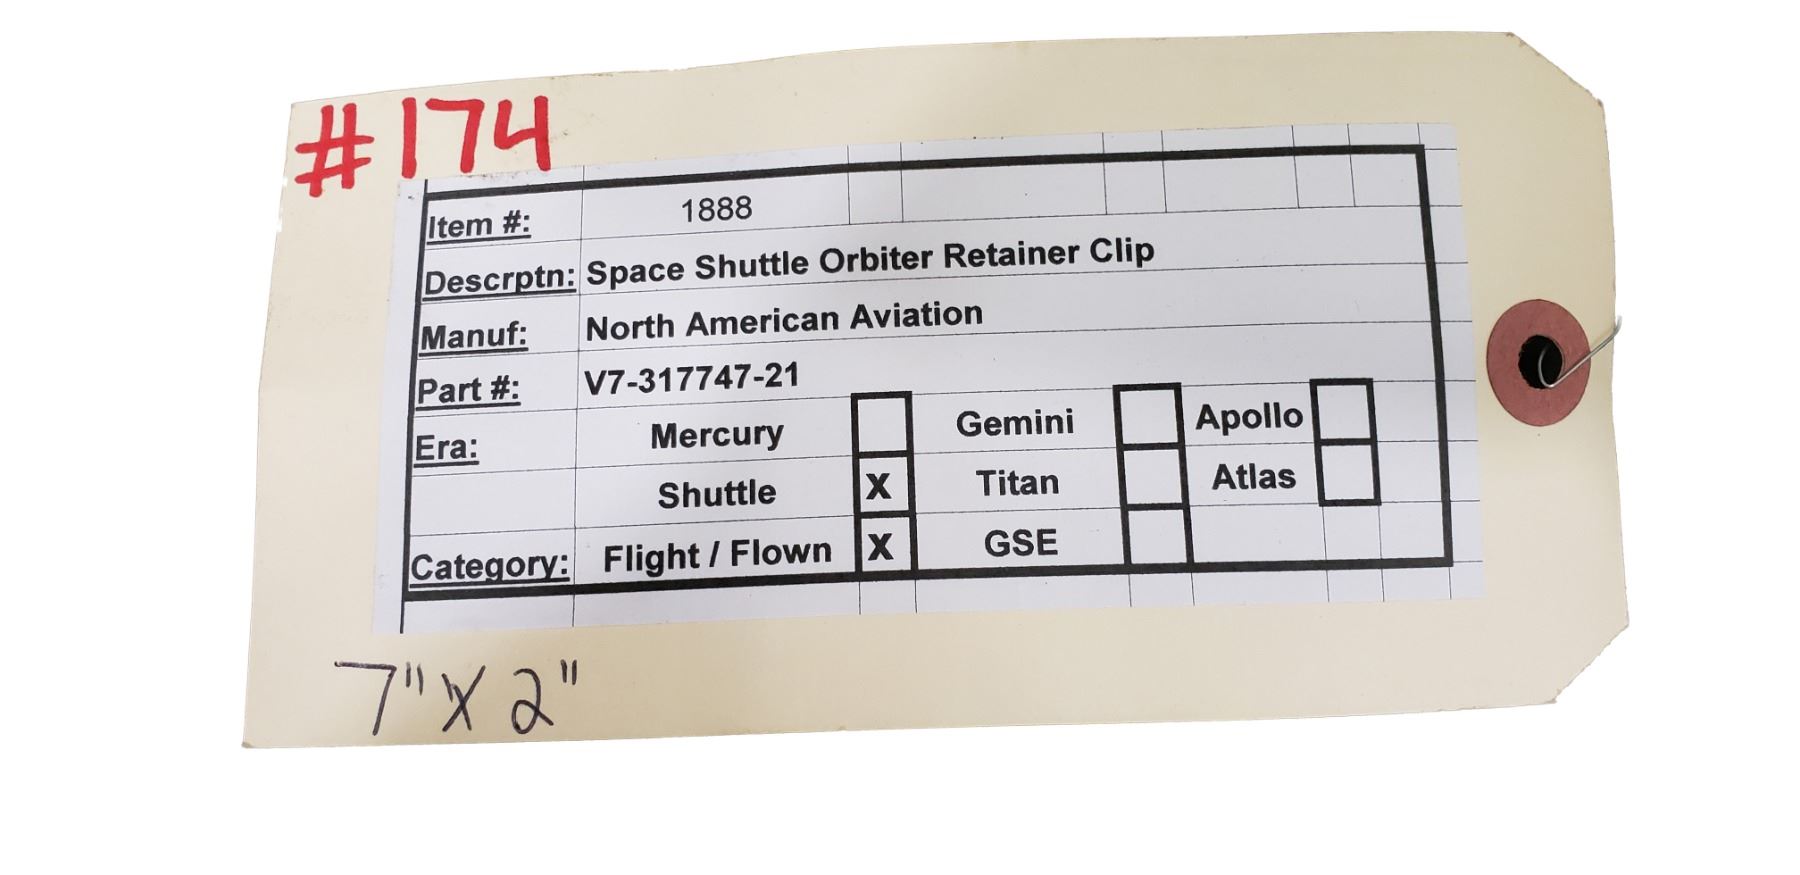 #174
Item #: 1888
Descrptn: Space Shuttle Orbiter Retainer Clip
Manuf: North American Aviation
Part #: V7-317747-21
Era: Mercury Gemini Apollo
Shuttle X Titan Atlas
Category: Flight / Flown X GSE
7" X 2"